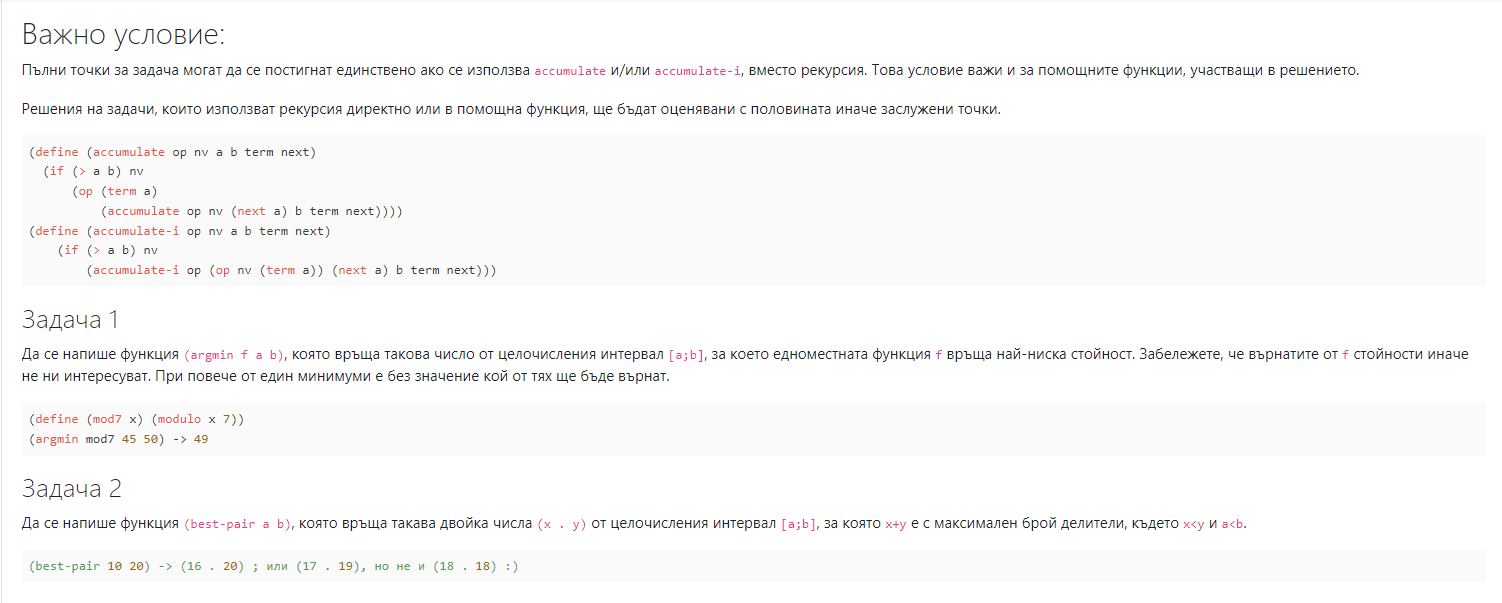 Важно условие:
Пълни точки за задача могат да се постигнат единствено ако се използва accumulate и/или accumulate-i, вместо рекурсия. Това условие важи и за помощните функции, участващи в решението.
Решения на задачи, които използват рекурсия директно или в помощна функция, ще бъдат оценявани с половината иначе заслужени точки.
(define (accumulate op nv a b term next)
  (if (> a b) nv
      (op (term a)
          (accumulate op nv (next a) b term next))))
(define (accumulate-i op nv a b term next)
    (if (> a b) nv
        (accumulate-i op (op nv (term a)) (next a) b term next)))
Задача 1
Да се напише функция (argmin f a b), която връща такова число от целочисления интервал [a;b], за което едноместната функция f връща най-ниска стойност. Забележете, че върнатите от f стойности иначе
не ни интересуват. При повече от един минимуми е без значение кой от тях ще бъде върнат.
(define (mod7 x) (modulo x 7))
(argmin mod7 45 50) -> 49
Задача 2
Да се напише функция (best-pair a b), която връща такава двойка числа (x . y) от целочисления интервал [a;b], за която x+y е с максимален брой делители, където x<y и a<b.
(best-pair 10 20) -> (16 . 20) ; или (17 . 19), но не и (18 . 18) :)